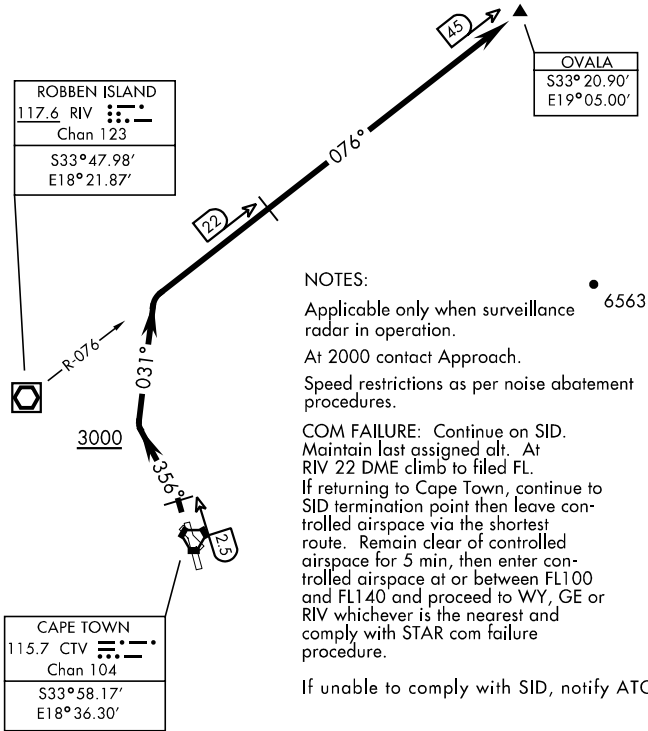 45
OVALA
S33° 20.90'
E19° 05.00'
ROBBEN ISLAND
117.6 RIV
Chan 123
S33° 47.98'
E18° 21.87'
076°
22
R-076
031°
3000
356°
2.5
6563
NOTES:
Applicable only when surveillance
radar in operation.
At 2000 contact Approach.
Speed restrictions as per noise abatement
procedures.
COM FAILURE: Continue on SID.
Maintain last assigned alt. At
RIV 22 DME climb to filed FL.
If returning to Cape Town, continue to
SID termination point then leave con-
trolled airspace via the shortest
route. Remain clear of controlled
airspace for 5 min, then enter con-
trolled airspace at or between FL100
and FL140 and proceed to WY, GE or
RIV whichever is the nearest and
comply with STAR com failure
procedure.
If unable to comply with SID, notify ATC
CAPE TOWN
115.7 CTV
Chan 104
S33° 58.17'
E18° 36.30'